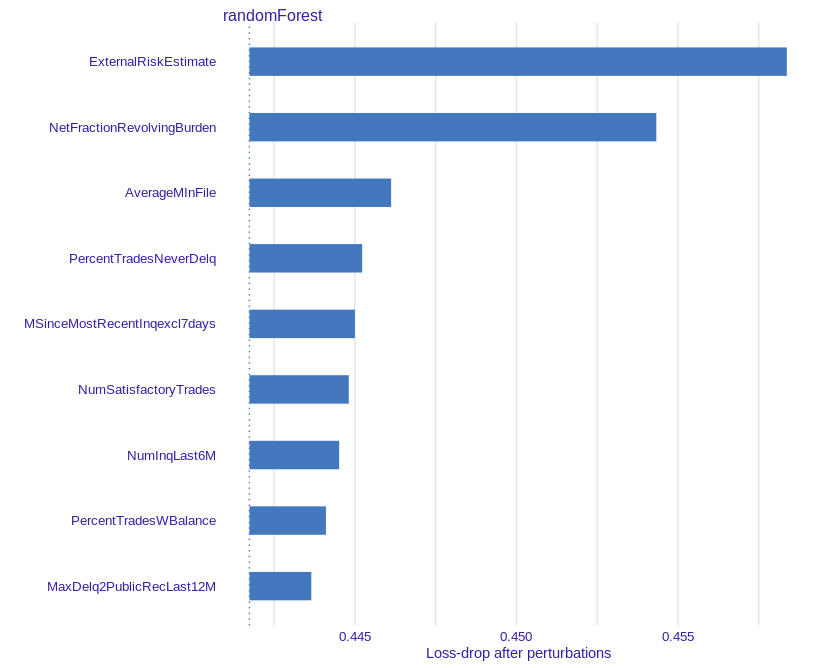 randomForest
ExternalRiskEstimate
NetFractionRevolvingBurden
AverageMInFile
PercentTradesNeverDelq
MSinceMostRecentInqexcl7days
NumSatisfactoryTrades
NumInqLast6M
PercentTradesWBalance
MaxDelq2PublicRecLast12M
0.445 0.450 0.455
Loss-drop after perturbations